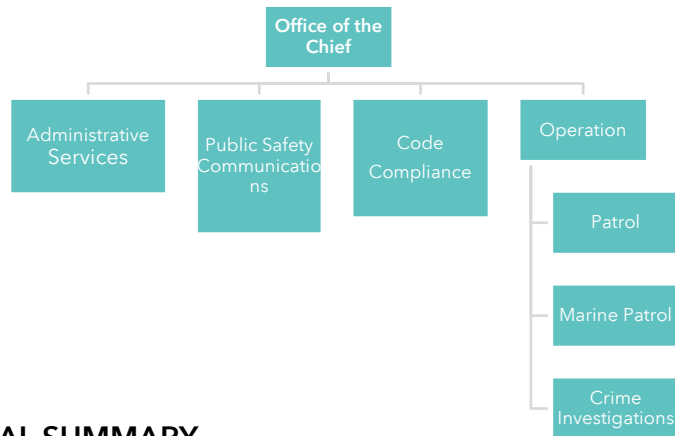 Office of the
Chief
Administrative
Services
Public Safety
Communicatio
ns
Code
Compliance
Operation
Patrol
Marine Patrol
Crime
Investigations
AL SUMMARY